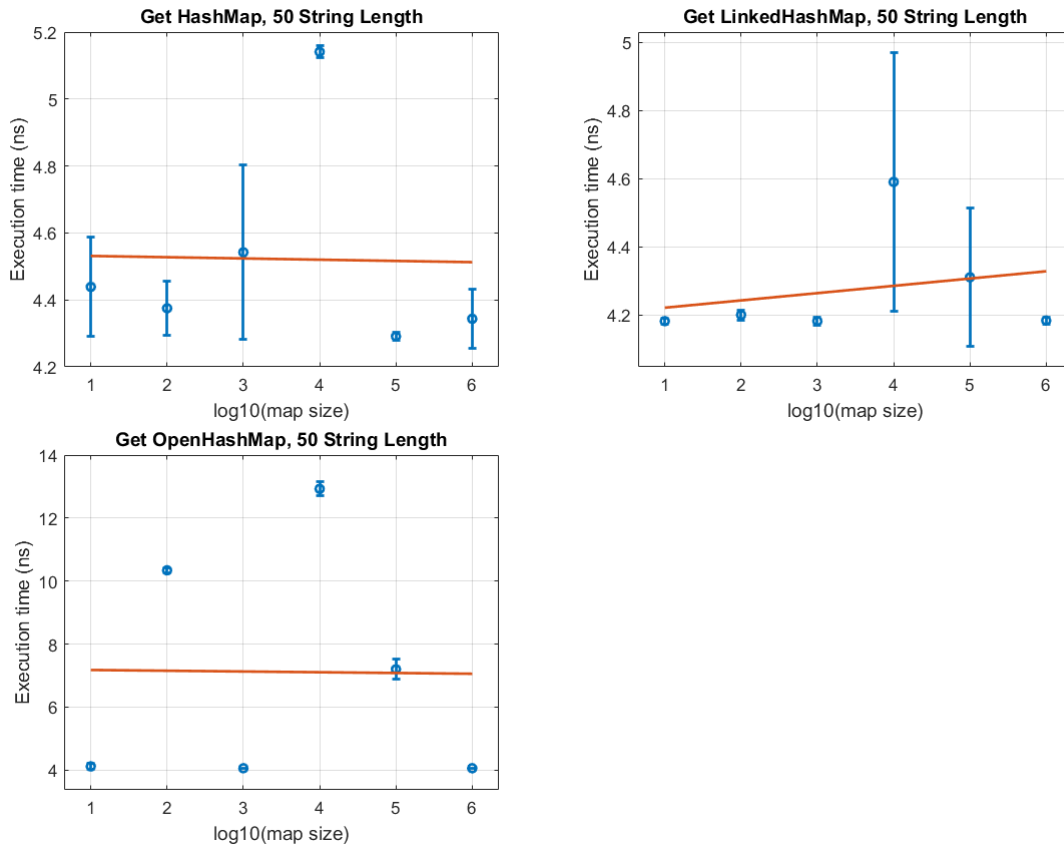 Get HashMap, 50 String Length
5.2
5
4.8
4.6
4.4
4.2
Execution time (ns)
1 2 3 4 5 6
log10(map size)
Get LinkedHashMap, 50 String Length
5
4.8
4.6
4.4
4.2
Execution time (ns)
1 2 3 4 5 6
log10(map size)
Get OpenHashMap, 50 String Length
14
12
10
8
6
4
Execution time (ns)
1 2 3 4 5 6
log10(map size)